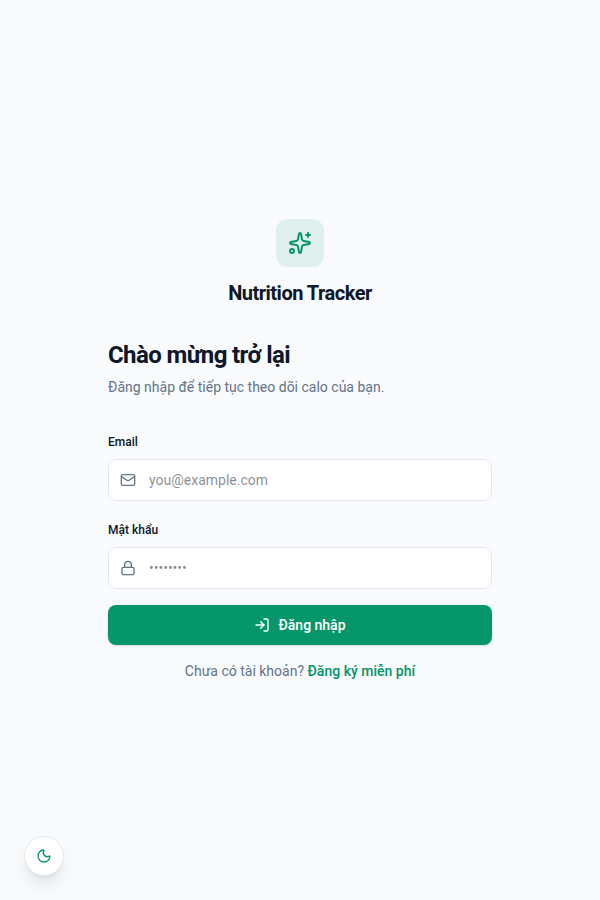 Nutrition Tracker
Chào mừng trở lại
Đăng nhập để tiếp tục theo dõi calo của bạn.
Email
you@example.com
Mật khẩu
••••••••
Đăng nhập
Chưa có tài khoản? Đăng ký miễn phí